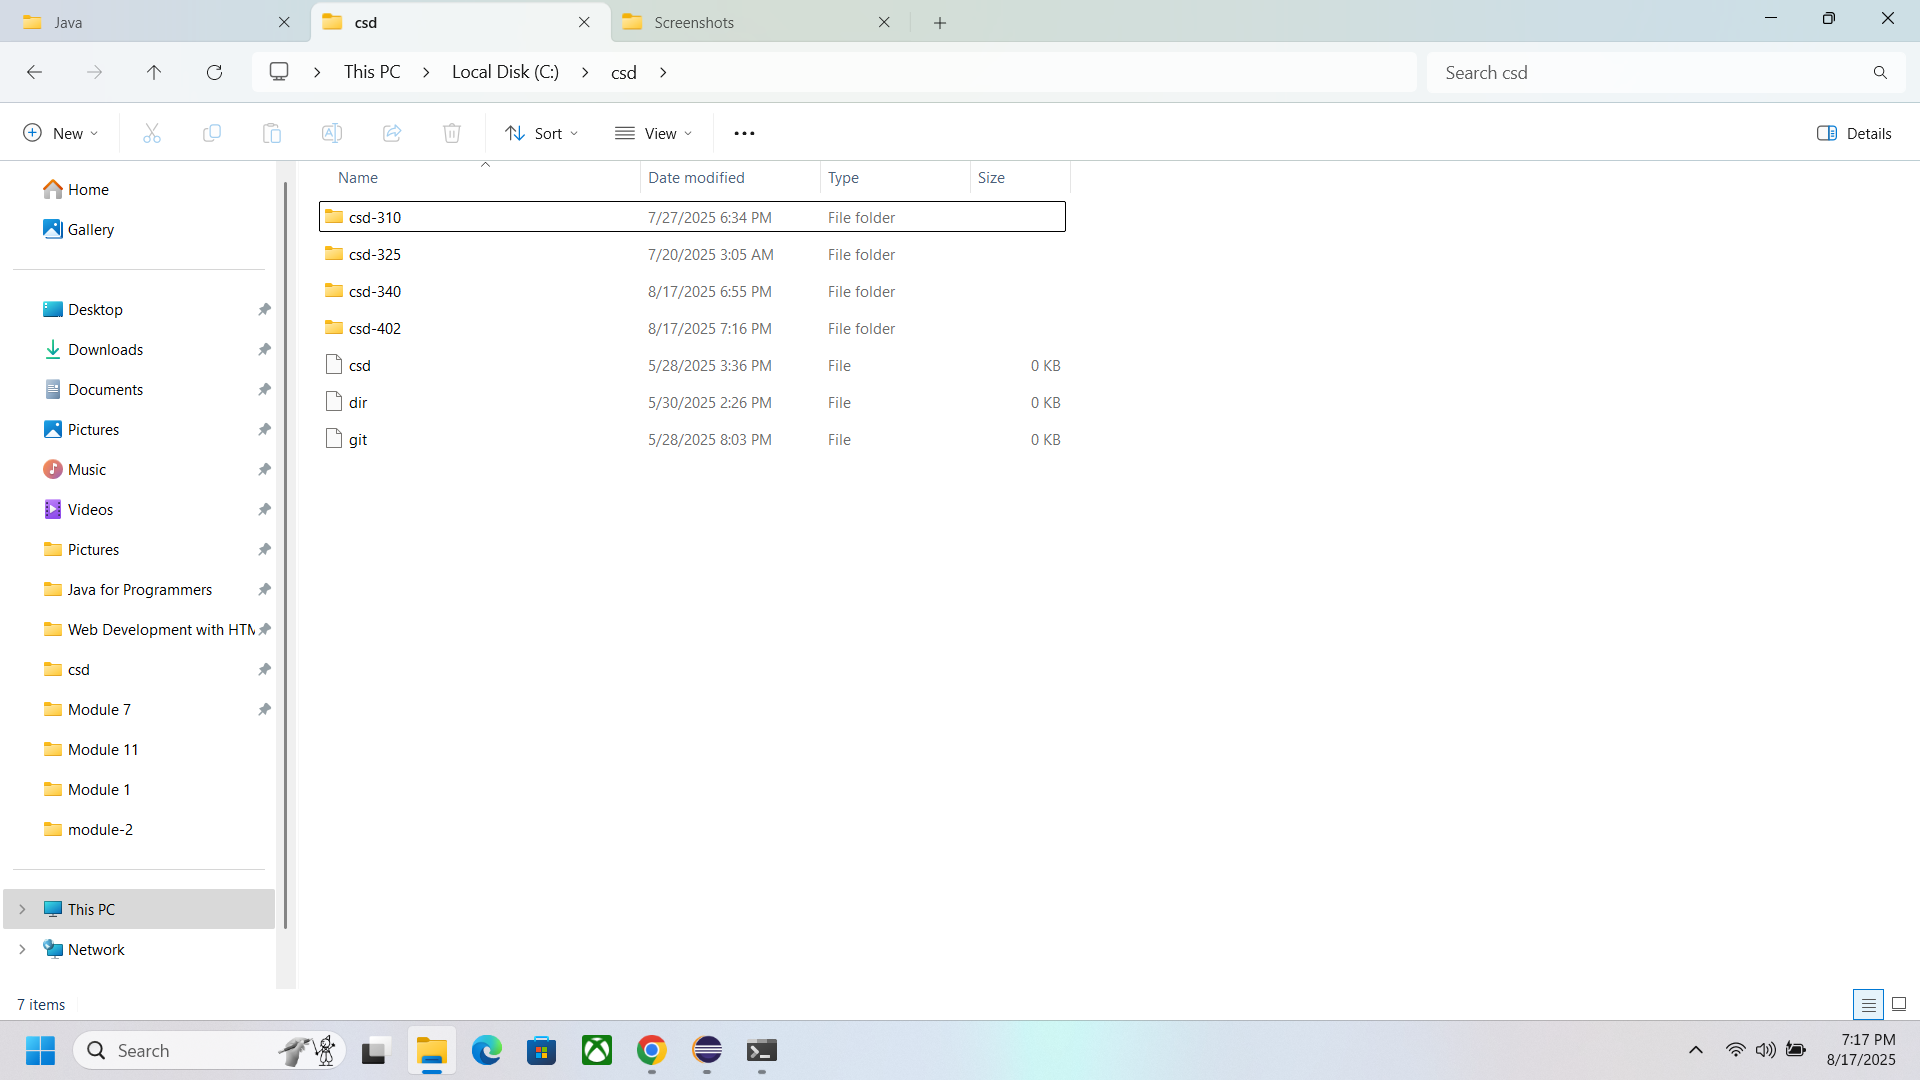 Java
csd
Screenshots
This PC
Local Disk (C:)
csd
Search csd
New
Sort
View
Details
Name
Date modified
Type
Size
Home
Gallery
Desktop
Downloads
Documents
Pictures
Music
Videos
Pictures
Java for Programmers
Web Development with HTM
csd
Module 7
Module 11
Module 1
module-2
This PC
Network
csd-310 7/27/2025 6:34 PM File folder
csd-325 7/20/2025 3:05 AM File folder
csd-340 8/17/2025 6:55 PM File folder
csd-402 8/17/2025 7:16 PM File folder
csd 5/28/2025 3:36 PM File 0 KB
dir 5/30/2025 2:26 PM File 0 KB
git 5/28/2025 8:03 PM File 0 KB
7 items
Search
7:17 PM
8/17/2025